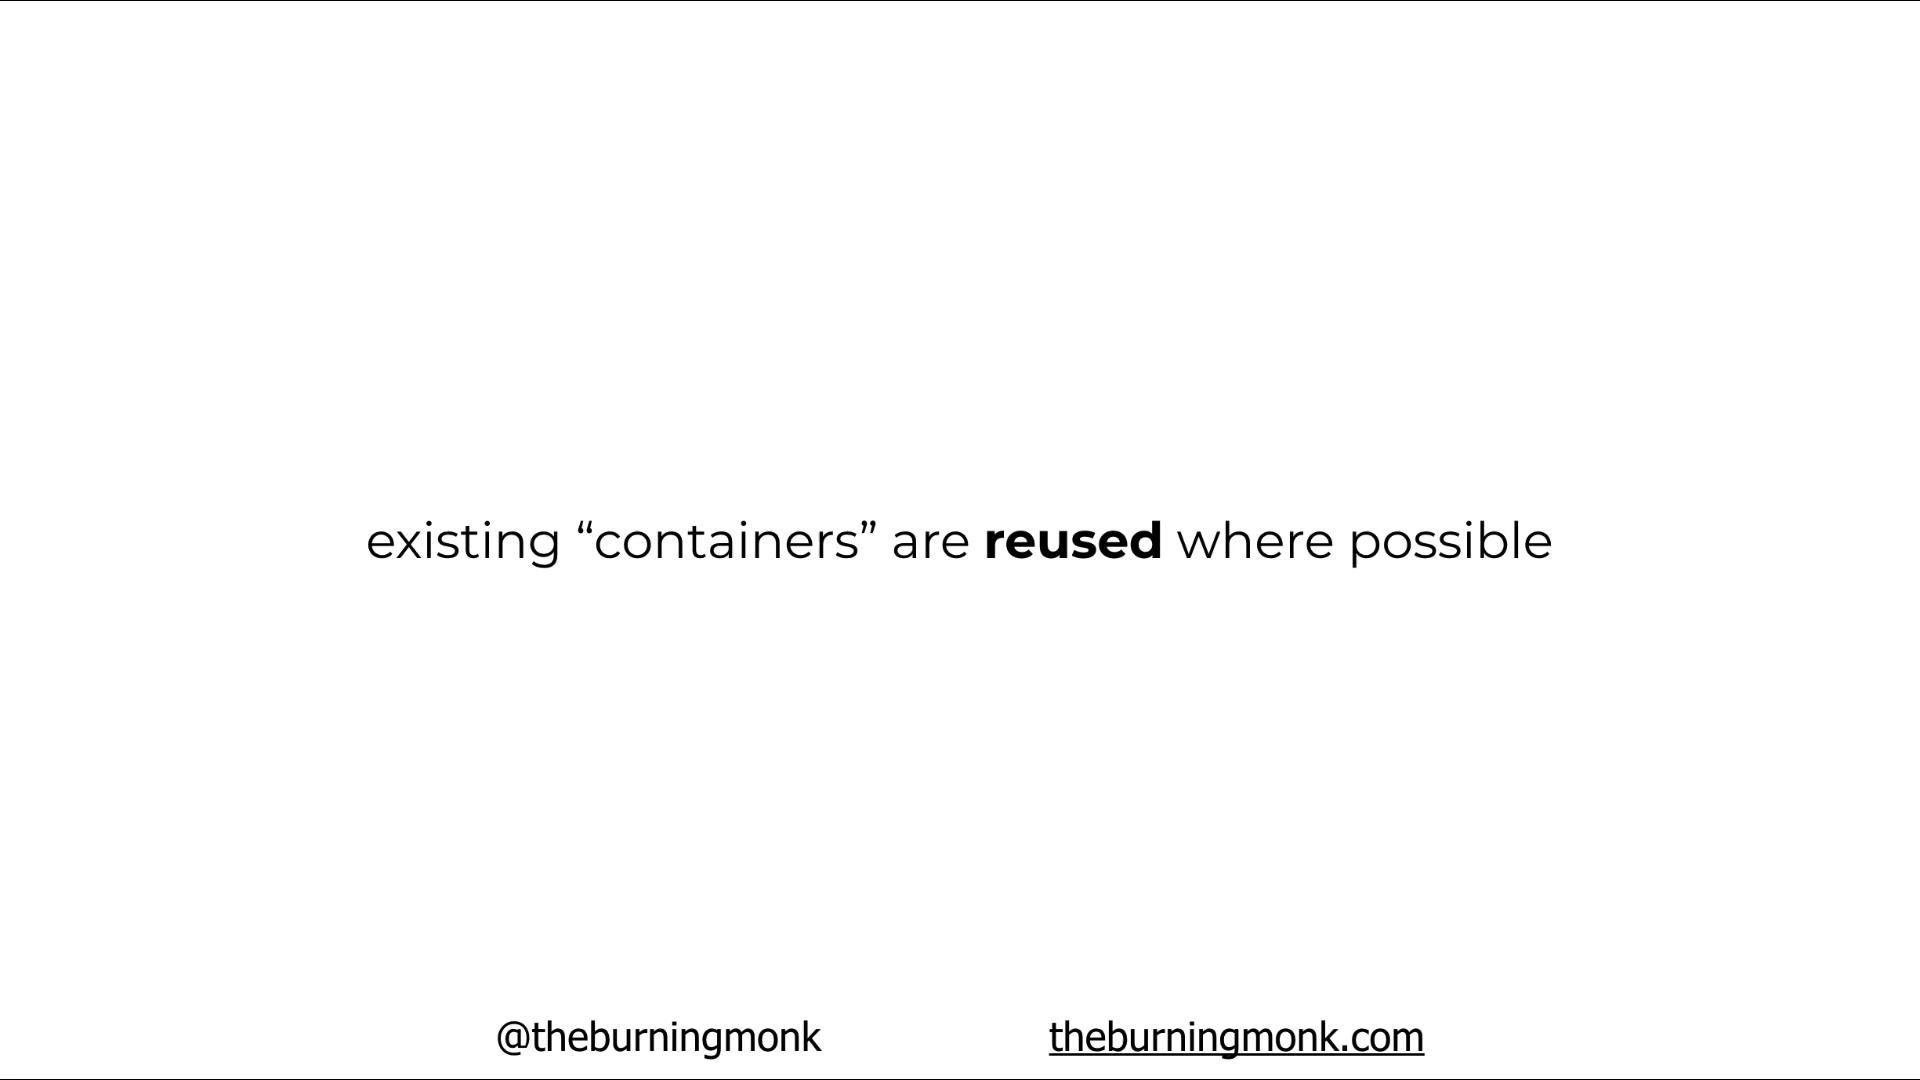 existing “containers” are reused where possible
@theburningmonk
theburningmonk.com